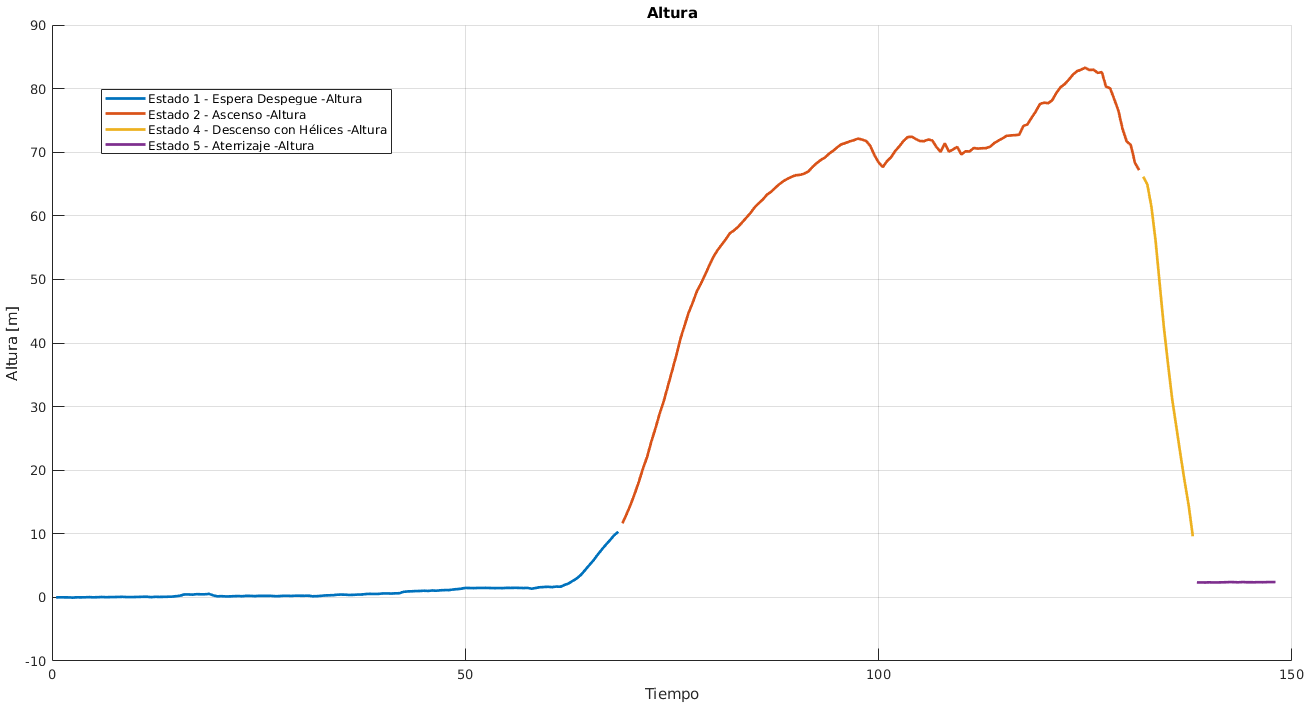 Altura
90
80
70
60
50
40
30
20
10
0
-10
Altura [m]
Estado 1 - Espera Despegue -Altura
Estado 2 - Ascenso -Altura
Estado 4 - Descenso con Hélices -Altura
Estado 5 - Aterrizaje -Altura
0 50 100 150
Tiempo